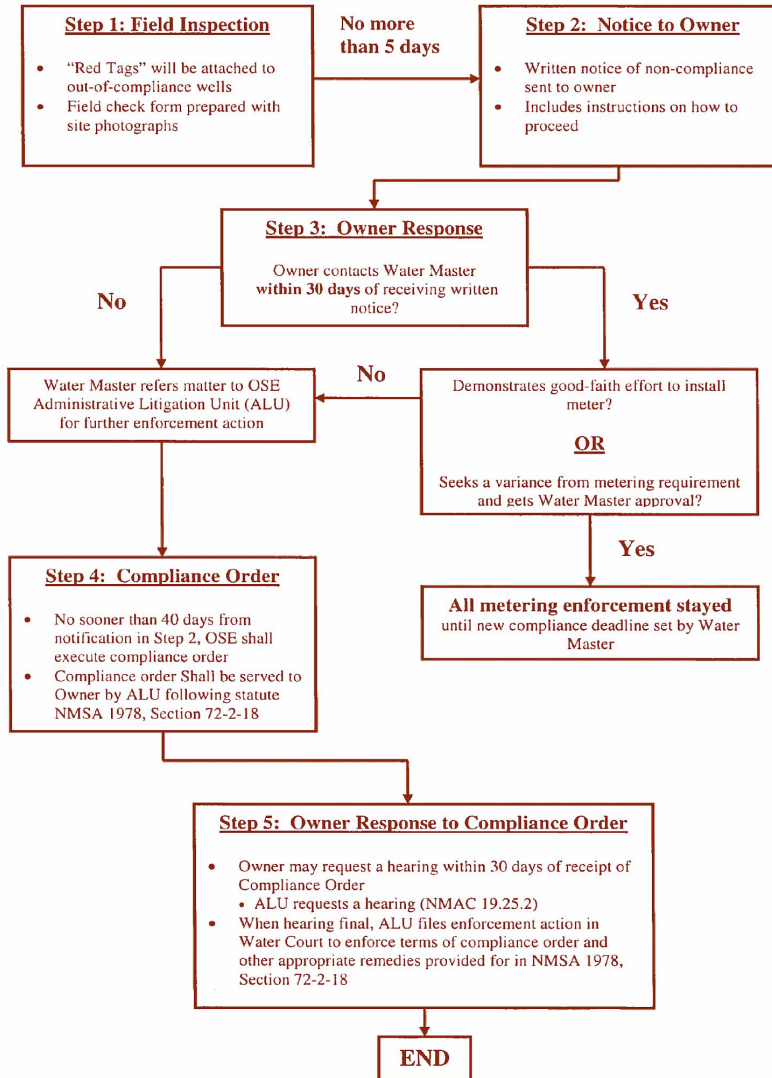 Step 1: Field Inspection
• “Red Tags” will be attached to
out-of-compliance wells
• Field check form prepared with
site photographs
No more
than 5 days
Step 2: Notice to Owner
• Written notice of non-compliance
sent to owner
• Includes instructions on how to
proceed
Step 3: Owner Response
Owner contacts Water Master
within 30 days of receiving written
notice?
No
Yes
Water Master refers matter to OSE
Administrative Litigation Unit (ALU)
for further enforcement action
No
Demonstrates good-faith effort to install
meter?
OR
Seeks a variance from metering requirement
and gets Water Master approval?
Yes
All metering enforcement stayed
until new compliance deadline set by Water
Master
Step 4: Compliance Order
• No sooner than 40 days from
notification in Step 2, OSE shall
execute compliance order
• Compliance order Shall be served to
Owner by ALU following statute
NMSA 1978, Section 72-2-18
Step 5: Owner Response to Compliance Order
• Owner may request a hearing within 30 days of receipt of
Compliance Order
• ALU requests a hearing (NMAC 19.25.2)
• When hearing final, ALU files enforcement action in
Water Court to enforce terms of compliance order and
other appropriate remedies provided for in NMSA 1978,
Section 72-2-18
END